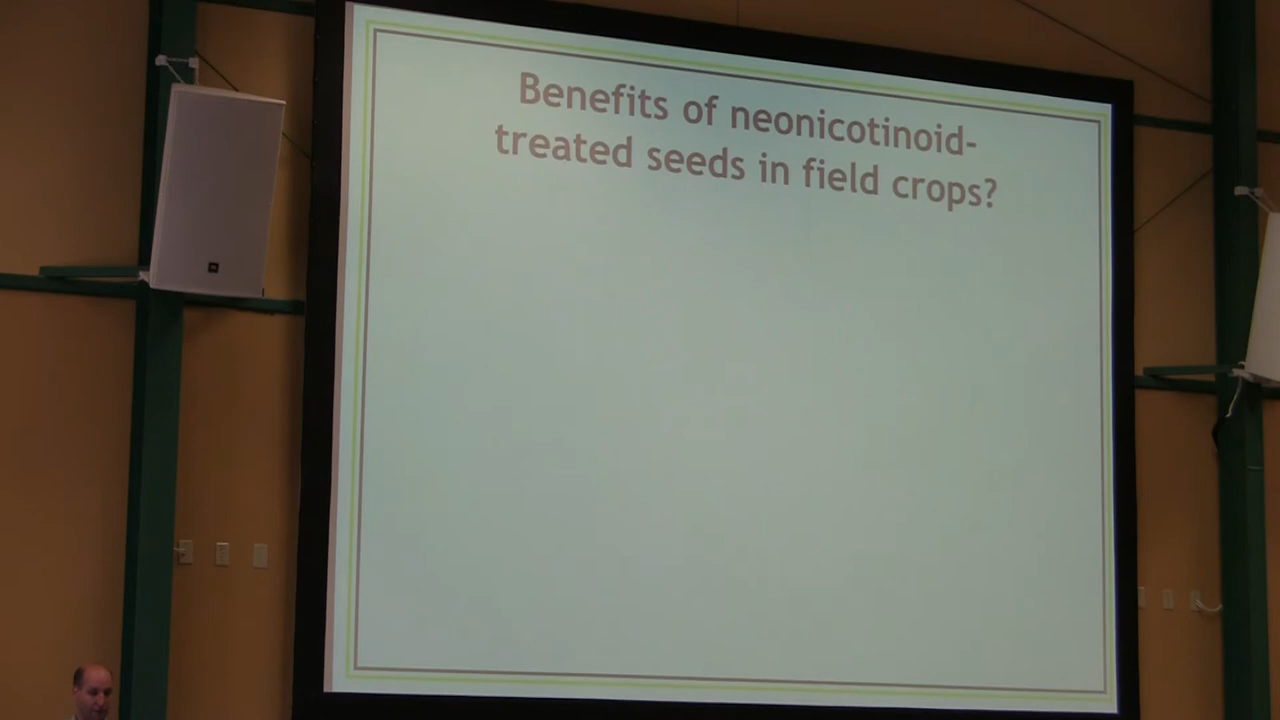 Benefits of neonicotinoid-
treated seeds in field crops?